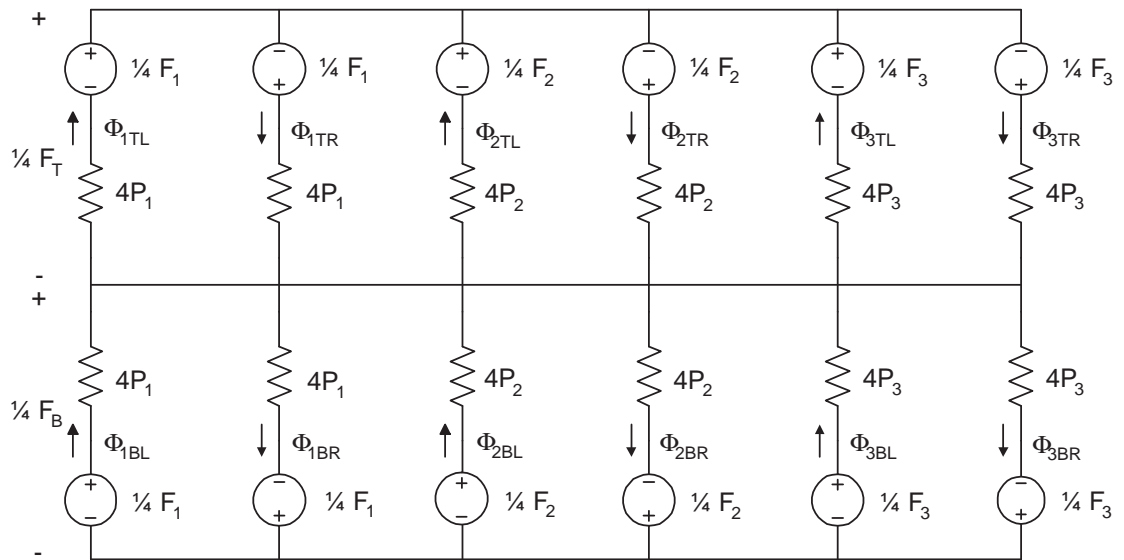 +
+ − + − + −
¼ F₁ ¼ F₁ ¼ F₂ ¼ F₂ ¼ F₃ ¼ F₃
− + − + − +
Φ₁TL Φ₁TR Φ₂TL Φ₂TR Φ₃TL Φ₃TR
¼ F_T
4P₁ 4P₁ 4P₂ 4P₂ 4P₃ 4P₃
-
+
4P₁ 4P₁ 4P₂ 4P₂ 4P₃ 4P₃
¼ F_B
Φ₁BL Φ₁BR Φ₂BL Φ₂BR Φ₃BL Φ₃BR
+ − + − + −
¼ F₁ ¼ F₁ ¼ F₂ ¼ F₂ ¼ F₃ ¼ F₃
− + − + − +
-